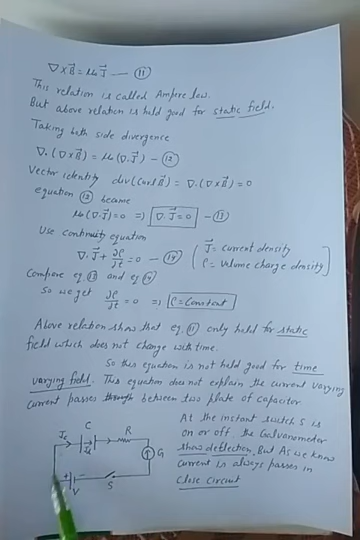 ∇×B⃗ = μ₀J⃗ — (11)
This relation is called Ampere law.
But above relation is held good for static field.
Taking both side divergence
∇.(∇×B⃗) = μ₀(∇.J⃗) — (12)
Vector identity div(Curl B⃗) = ∇.(∇×B⃗) = 0
equation (12) became
μ₀(∇.J⃗) = 0 ⇒ ∇.J⃗ = 0 — (13)
Use continuity equation
∇.J⃗ + ∂ρ/∂t = 0 — (14) ( J⃗ = Current density
ρ = Volume charge density )
Compare eq. (13) and eq (14)
So we get ∂ρ/∂t = 0 ⇒ ρ = Constant
Above relation show that eq. (11) only held for static
field which does not change with time.
So this equation is not held good for time
varying field. This equation does not explain the current varying
current passes through between two plate of capacitor
At the instant switch S is
on or off the Galvanometer
show deflection. But As we know
current is always passes in
close circuit
C
R
G
+ -
V
S